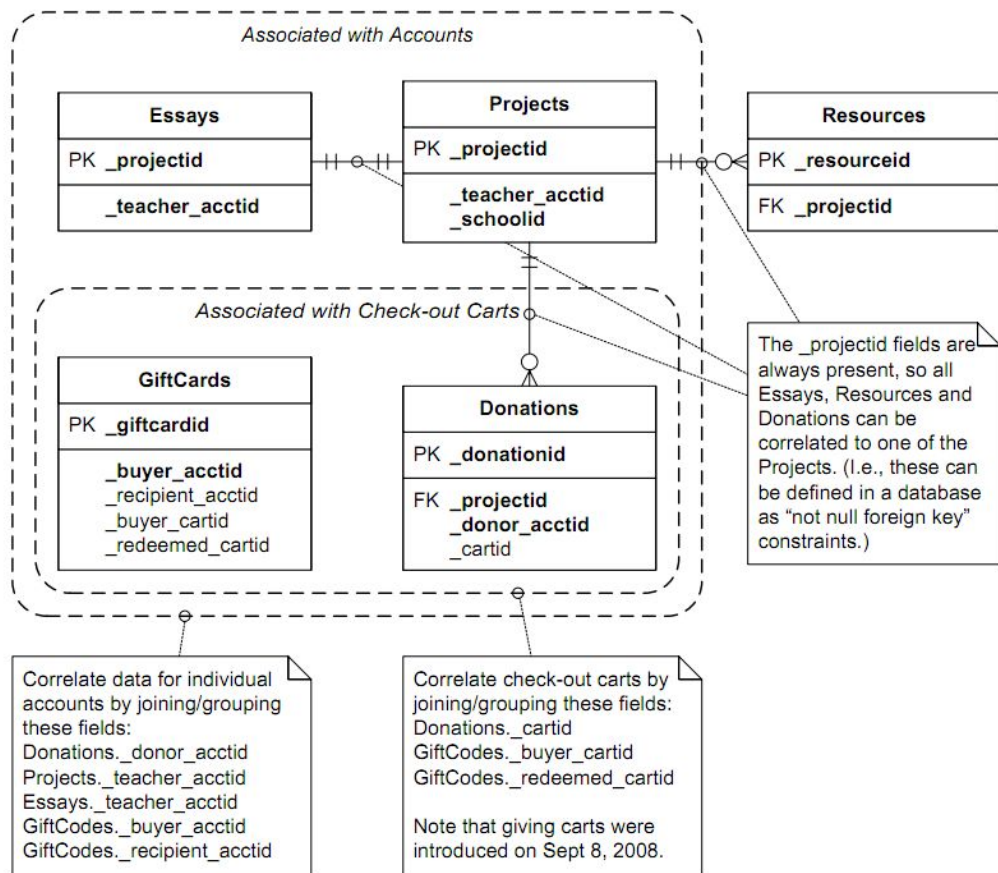 Associated with Accounts
Essays
PK _projectid
_teacher_acctid
Projects
PK _projectid
_teacher_acctid
_schoolid
Resources
PK _resourceid
FK _projectid
Associated with Check-out Carts
GiftCards
PK _giftcardid
_buyer_acctid
_recipient_acctid
_buyer_cartid
_redeemed_cartid
Donations
PK _donationid
FK _projectid
_donor_acctid
_cartid
The _projectid fields are
always present, so all
Essays, Resources and
Donations can be
correlated to one of the
Projects. (I.e., these can
be defined in a database
as “not null foreign key”
constraints.)
Correlate data for individual
accounts by joining/grouping
these fields:
Donations._donor_acctid
Projects._teacher_acctid
Essays._teacher_acctid
GiftCodes._buyer_acctid
GiftCodes._recipient_acctid
Correlate check-out carts by
joining/grouping these fields:
Donations._cartid
GiftCodes._buyer_cartid
GiftCodes._redeemed_cartid
Note that giving carts were
introduced on Sept 8, 2008.